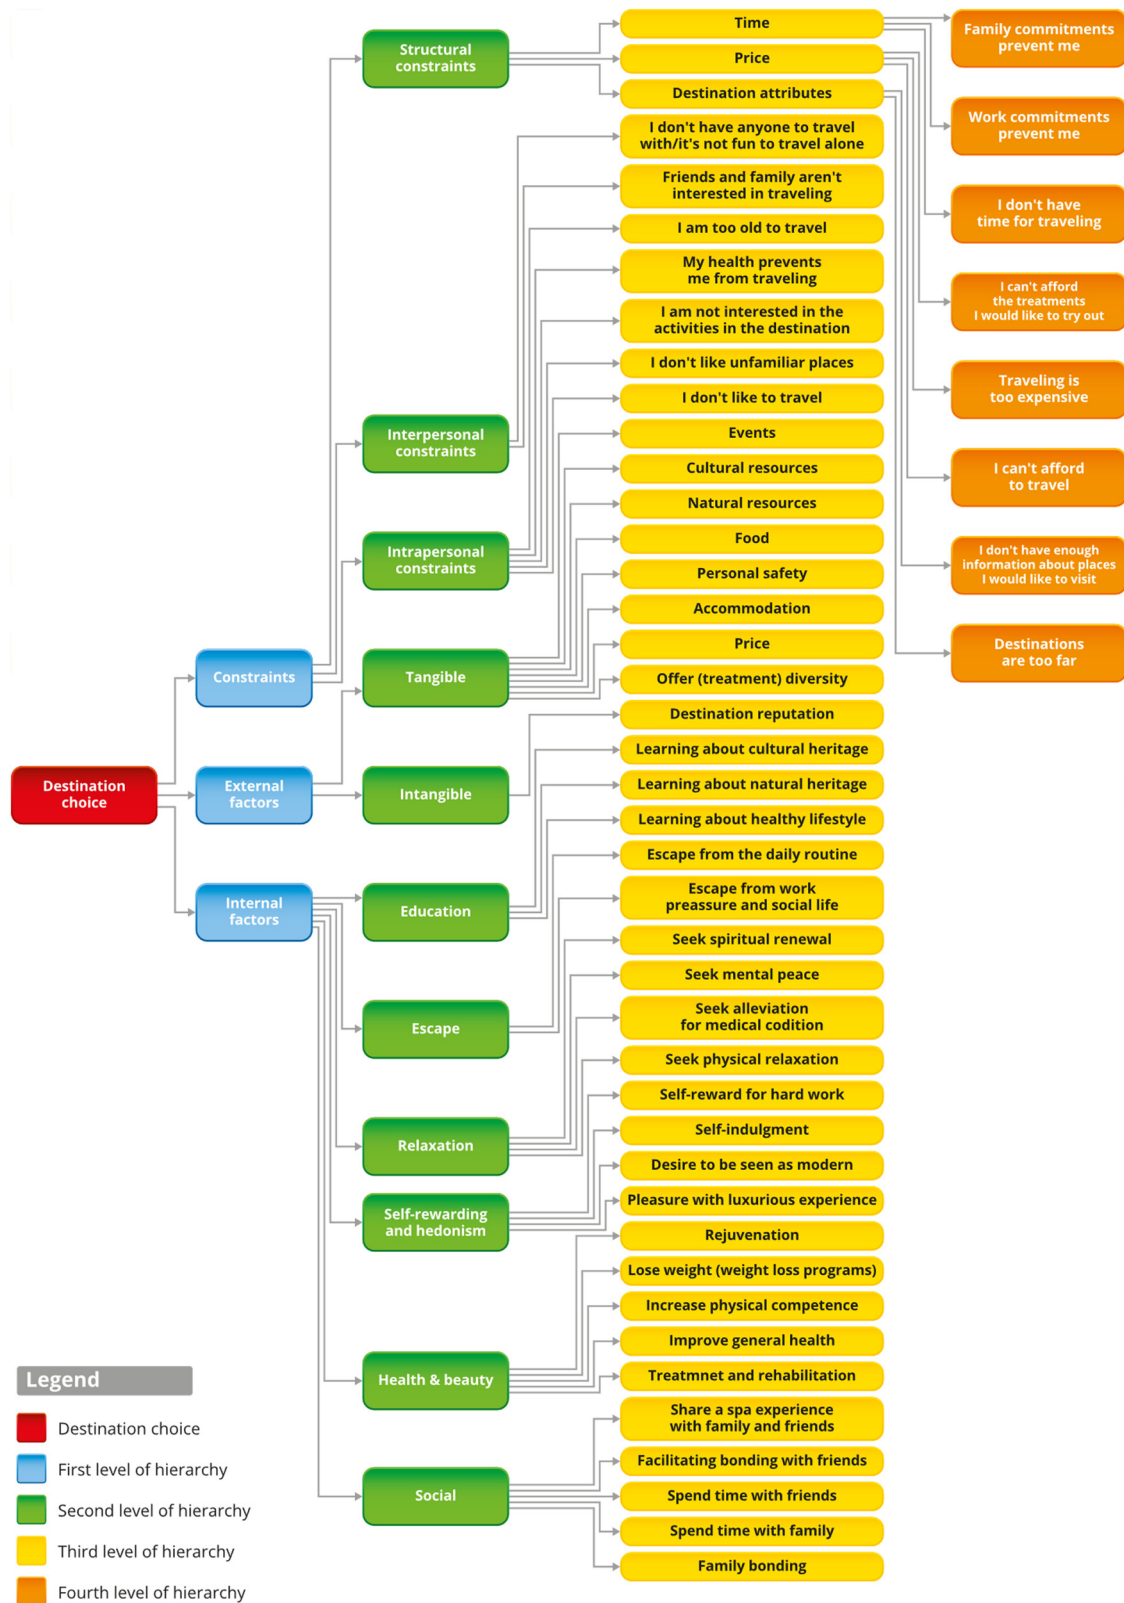 Destination
choice
Constraints
External
factors
Internal
factors
Structural
constraints
Interpersonal
constraints
Intrapersonal
constraints
Tangible
Intangible
Education
Escape
Relaxation
Self-rewarding
and hedonism
Health & beauty
Social
Time
Price
Destination attributes
I don't have anyone to travel
with/it's not fun to travel alone
Friends and family aren't
interested in traveling
I am too old to travel
My health prevents
me from traveling
I am not interested in the
activities in the destination
I don't like unfamiliar places
I don't like to travel
Events
Cultural resources
Natural resources
Food
Personal safety
Accommodation
Price
Offer (treatment) diversity
Destination reputation
Learning about cultural heritage
Learning about natural heritage
Learning about healthy lifestyle
Escape from the daily routine
Escape from work
preassure and social life
Seek spiritual renewal
Seek mental peace
Seek alleviation
for medical codition
Seek physical relaxation
Self-reward for hard work
Self-indulgment
Desire to be seen as modern
Pleasure with luxurious experience
Rejuvenation
Lose weight (weight loss programs)
Increase physical competence
Improve general health
Treatmnet and rehabilitation
Share a spa experience
with family and friends
Facilitating bonding with friends
Spend time with friends
Spend time with family
Family bonding
Family commitments
prevent me
Work commitments
prevent me
I don't have
time for traveling
I can't afford
the treatments
I would like to try out
Traveling is
too expensive
I can't afford
to travel
I don't have enough
information about places
I would like to visit
Destinations
are too far
Legend
Destination choice
First level of hierarchy
Second level of hierarchy
Third level of hierarchy
Fourth level of hierarchy